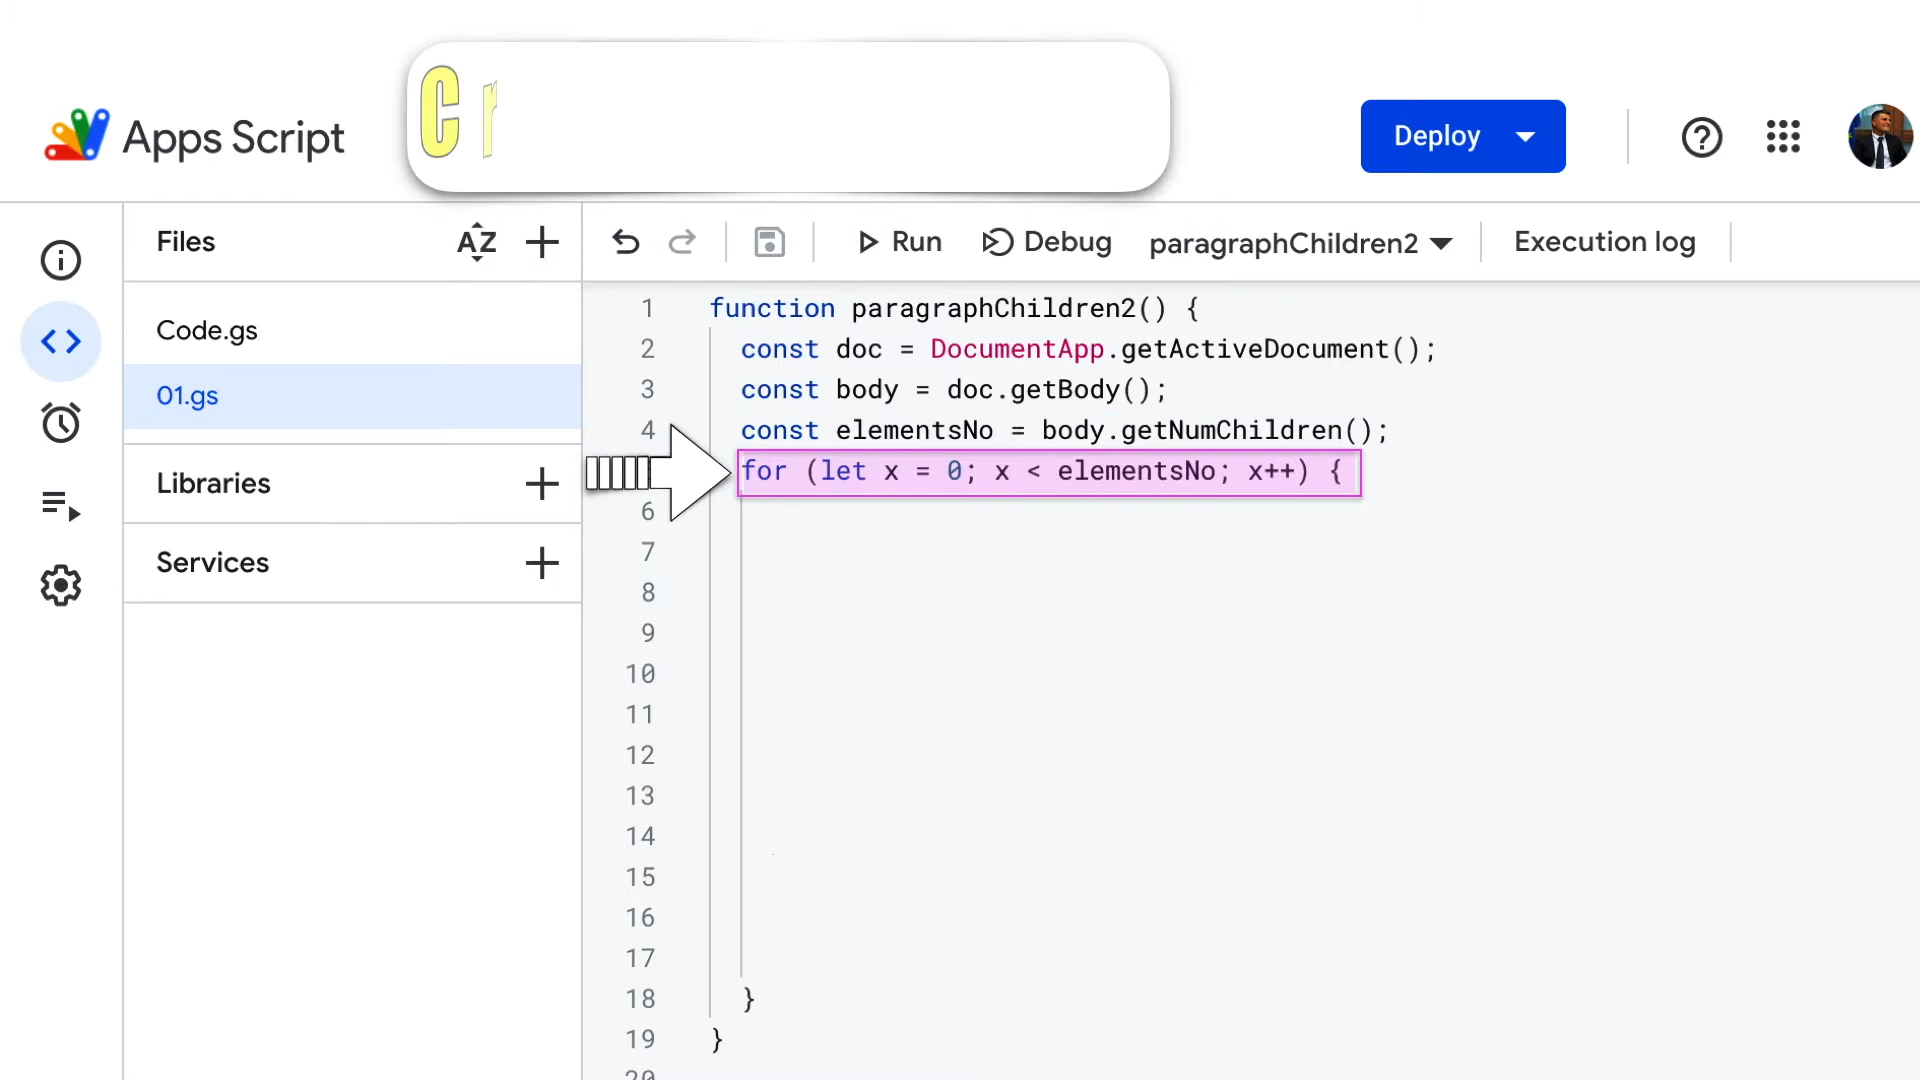 C r
Apps Script
Deploy
Files
AZ
Run
Debug
paragraphChildren2
Execution log
Code.gs
01.gs
Libraries
Services
1 function paragraphChildren2() {
2 const doc = DocumentApp.getActiveDocument();
3 const body = doc.getBody();
4 const elementsNo = body.getNumChildren();
for (let x = 0; x < elementsNo; x++) {
6
7
8
9
10
11
12
13
14
15
16
17
18 }
19 }
20